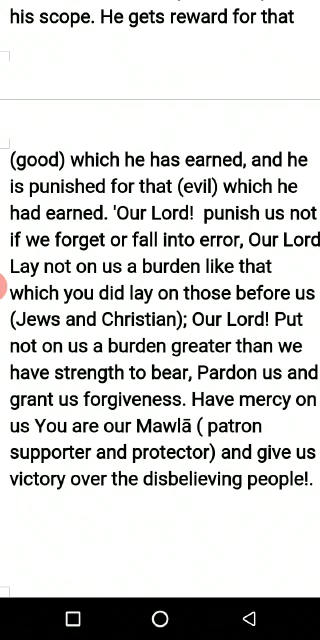 his scope. He gets reward for that
(good) which he has earned, and he
is punished for that (evil) which he
had earned. 'Our Lord!  punish us not
if we forget or fall into error, Our Lord
Lay not on us a burden like that
which you did lay on those before us
(Jews and Christian); Our Lord! Put
not on us a burden greater than we
have strength to bear, Pardon us and
grant us forgiveness. Have mercy on
us You are our Mawlā ( patron
supporter and protector) and give us
victory over the disbelieving people!.